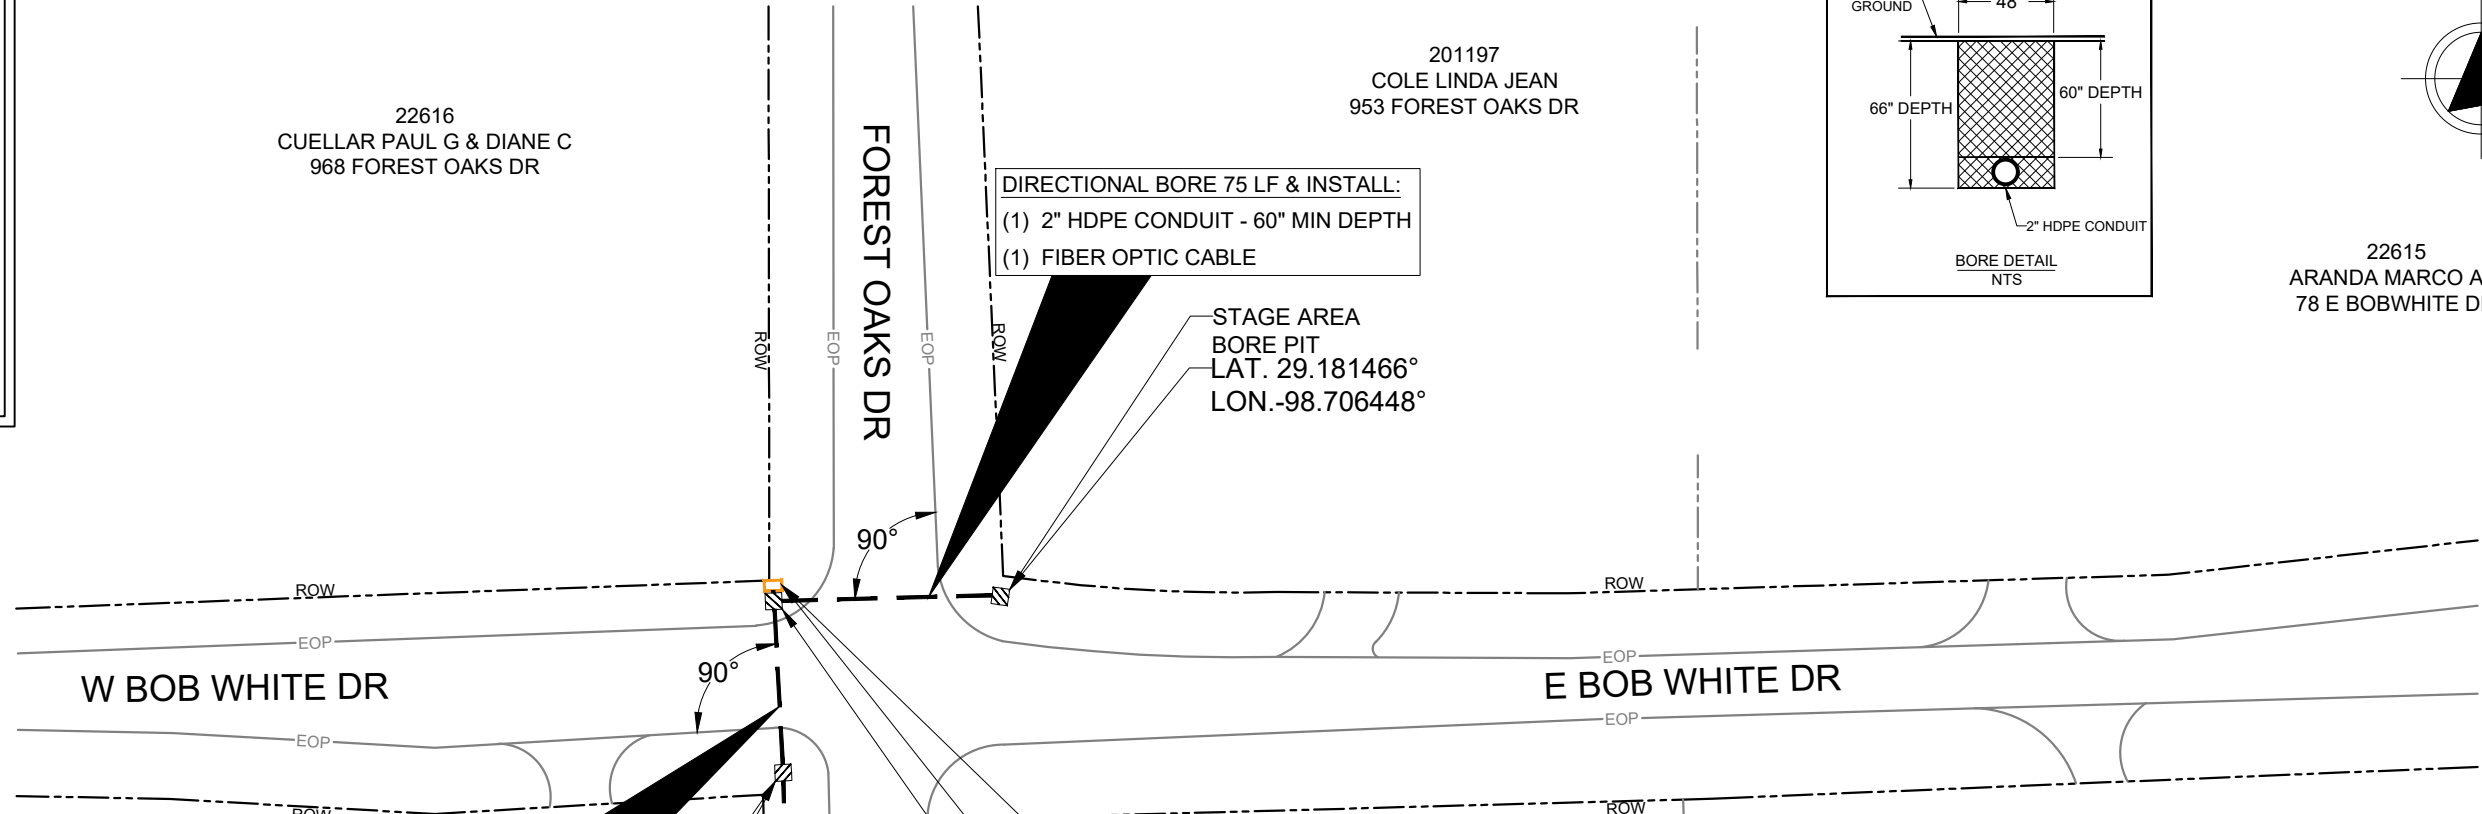 GROUND
48"
66" DEPTH
60" DEPTH
2" HDPE CONDUIT
BORE DETAIL
NTS
201197
COLE LINDA JEAN
953 FOREST OAKS DR
22616
CUELLAR PAUL G & DIANE C
968 FOREST OAKS DR
FOREST OAKS DR
DIRECTIONAL BORE 75 LF & INSTALL:
(1) 2" HDPE CONDUIT - 60" MIN DEPTH
(1) FIBER OPTIC CABLE
22615
ARANDA MARCO A
78 E BOBWHITE D
STAGE AREA
BORE PIT
LAT. 29.181466°
LON.-98.706448°
ROW
EOP
EOP
ROW
90°
ROW
ROW
EOP
EOP
90°
W BOB WHITE DR
E BOB WHITE DR
EOP
EOP
ROW
ROW